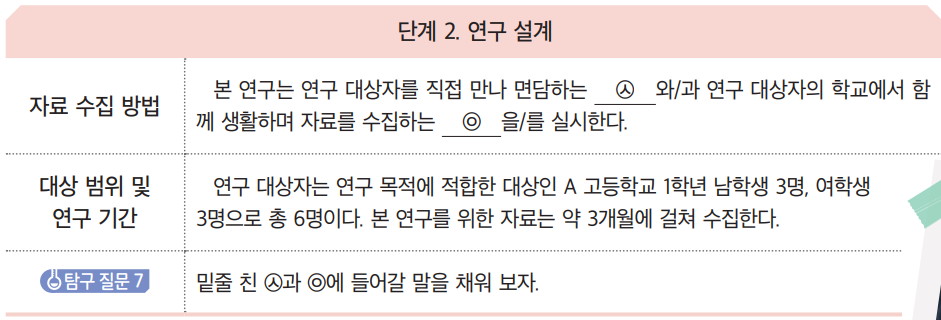 단계 2. 연구 설계
자료 수집 방법
본 연구는 연구 대상자를 직접 만나 면담하는 ㉦ 와/과 연구 대상자의 학교에서 함
께 생활하며 자료를 수집하는 ㉧ 을/를 실시한다.
대상 범위 및
연구 기간
연구 대상자는 연구 목적에 적합한 대상인 A 고등학교 1학년 남학생 3명, 여학생
3명으로 총 6명이다. 본 연구를 위한 자료는 약 3개월에 걸쳐 수집한다.
탐구 질문 7
밑줄 친 ㉦과 ㉧에 들어갈 말을 채워 보자.